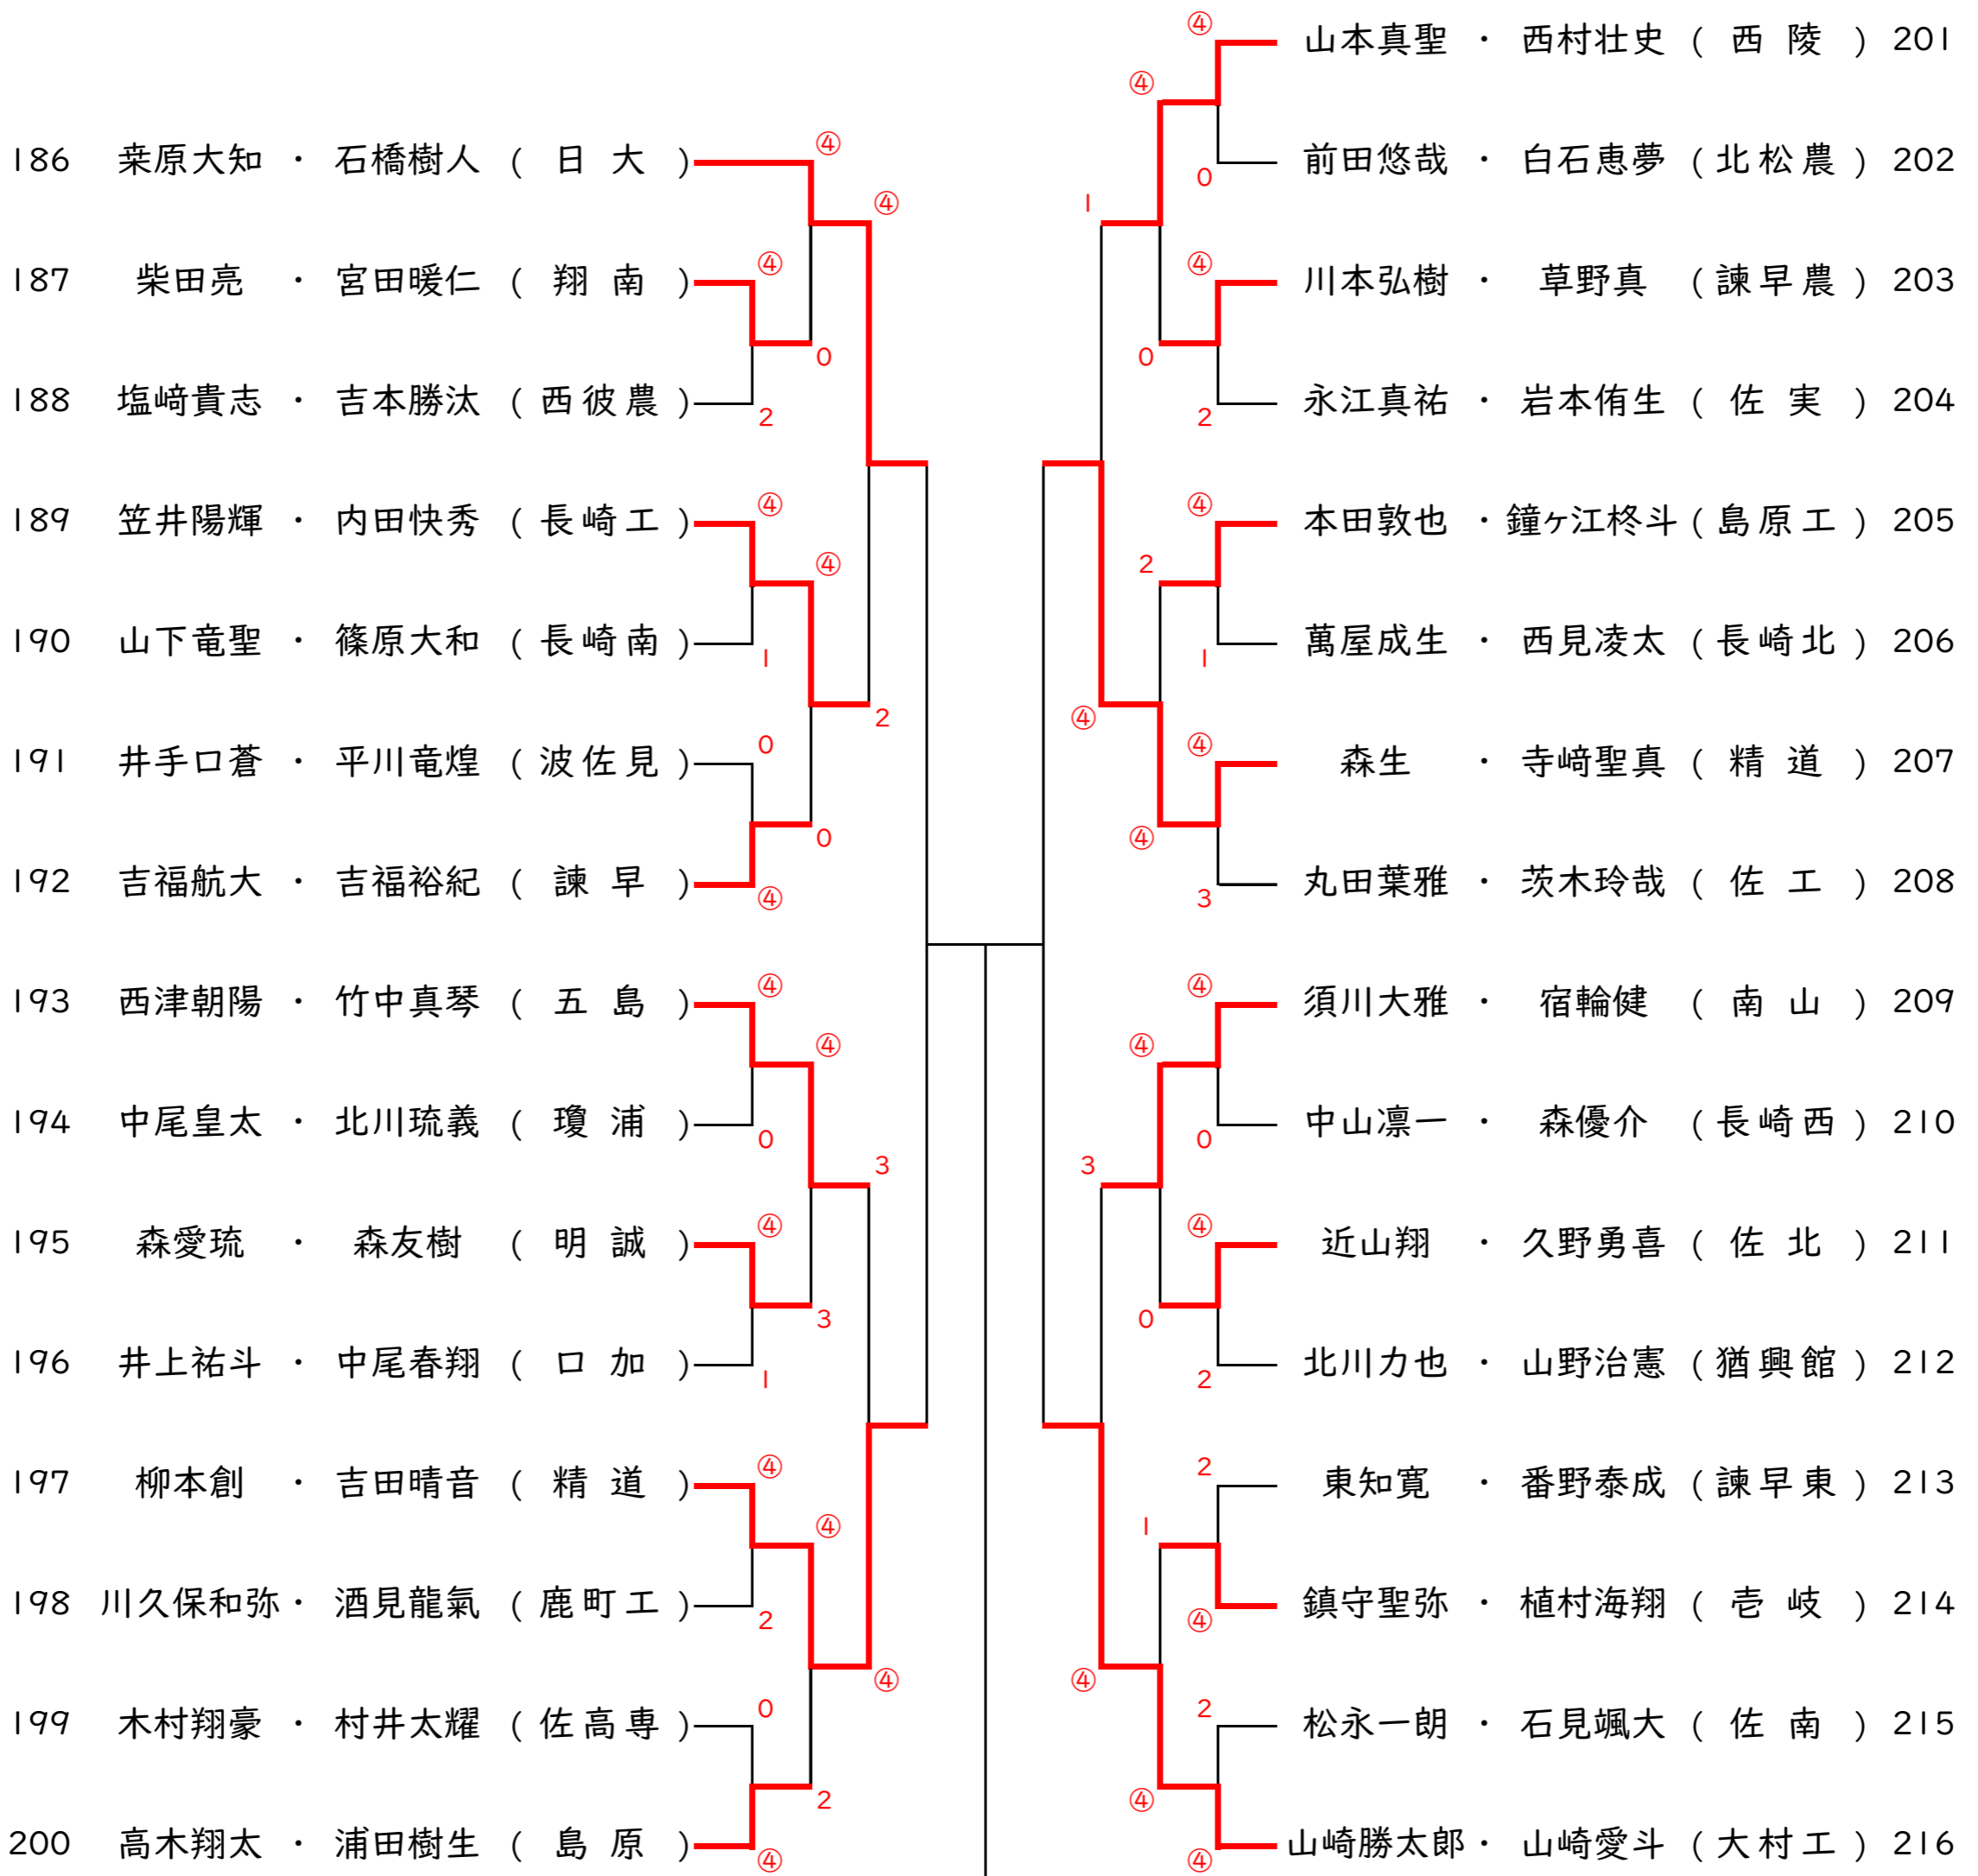 186 桒原大知 ・ 石橋樹人 ( 日 大 ) ④
④
187 柴田亮 ・ 宮田暖仁 ( 翔 南 ) ④
0
188 塩﨑貴志 ・ 吉本勝汰 ( 西彼農 ) 2
189 笠井陽輝 ・ 内田快秀 ( 長崎工 ) ④
④
190 山下竜聖 ・ 篠原大和 ( 長崎南 ) 1
2
191 井手口蒼 ・ 平川竜煌 ( 波佐見 ) 0
0
192 吉福航大 ・ 吉福裕紀 ( 諫 早 ) ④
193 西津朝陽 ・ 竹中真琴 ( 五 島 ) ④
④
194 中尾皇太 ・ 北川琉義 ( 瓊 浦 ) 0
3
195 森愛琉 ・ 森友樹 ( 明 誠 ) ④
3
196 井上祐斗 ・ 中尾春翔 ( 口 加 ) 1
197 柳本創 ・ 吉田晴音 ( 精 道 ) ④
④
198 川久保和弥 ・ 酒見龍氣 ( 鹿町工 ) 2
④
199 木村翔豪 ・ 村井太耀 ( 佐高専 ) 0
2
200 高木翔太 ・ 浦田樹生 ( 島 原 ) ④
④ 山本真聖 ・ 西村壮史 ( 西 陵 ) 201
④
0 前田悠哉 ・ 白石恵夢 ( 北松農 ) 202
1
④ 川本弘樹 ・ 草野真 ( 諫早農 ) 203
0
2 永江真祐 ・ 岩本侑生 ( 佐 実 ) 204
④ 本田敦也 ・ 鐘ヶ江柊斗 ( 島原工 ) 205
2
1 萬屋成生 ・ 西見凌太 ( 長崎北 ) 206
④
④ 森生 ・ 寺﨑聖真 ( 精 道 ) 207
④
3 丸田葉雅 ・ 茨木玲哉 ( 佐 工 ) 208
④ 須川大雅 ・ 宿輪健 ( 南 山 ) 209
④
0 中山凛一 ・ 森優介 ( 長崎西 ) 210
3
④ 近山翔 ・ 久野勇喜 ( 佐 北 ) 211
0
2 北川力也 ・ 山野治憲 ( 猶興館 ) 212
2 東知寛 ・ 番野泰成 ( 諫早東 ) 213
1
④ 鎮守聖弥 ・ 植村海翔 ( 壱 岐 ) 214
④
2 松永一朗 ・ 石見颯大 ( 佐 南 ) 215
④
④ 山崎勝太郎 ・ 山崎愛斗 ( 大村工 ) 216